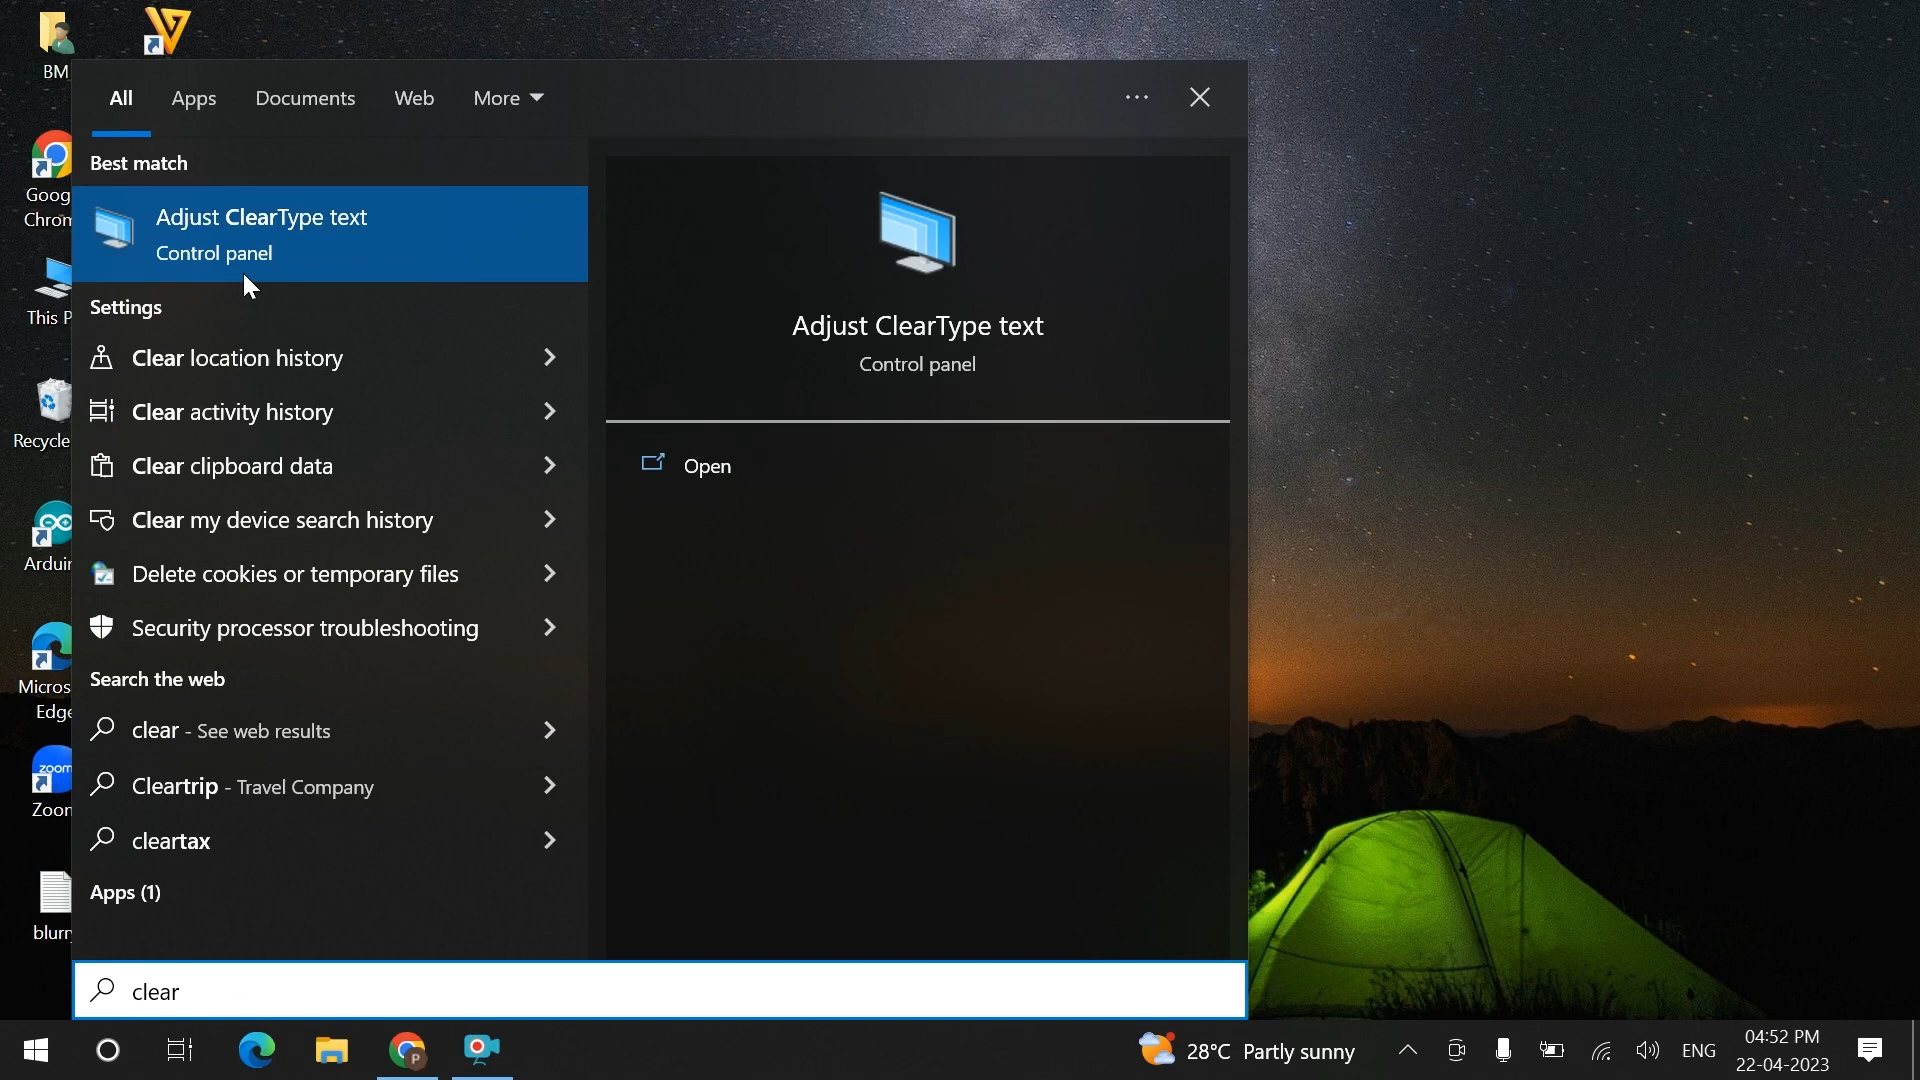 BM
All
Apps
Documents
Web
More
Best match
Adjust ClearType text
Control panel
Settings
Clear location history
Clear activity history
Clear clipboard data
Clear my device search history
Delete cookies or temporary files
Security processor troubleshooting
Search the web
clear - See web results
Cleartrip - Travel Company
cleartax
Apps (1)
clear
Adjust ClearType text
Control panel
Open
Goog
Chrom
This P
Recycle
Arduin
Micros
Edge
zoom
Zoom
blurry
P
28°C Partly sunny
ENG
04:52 PM
22-04-2023